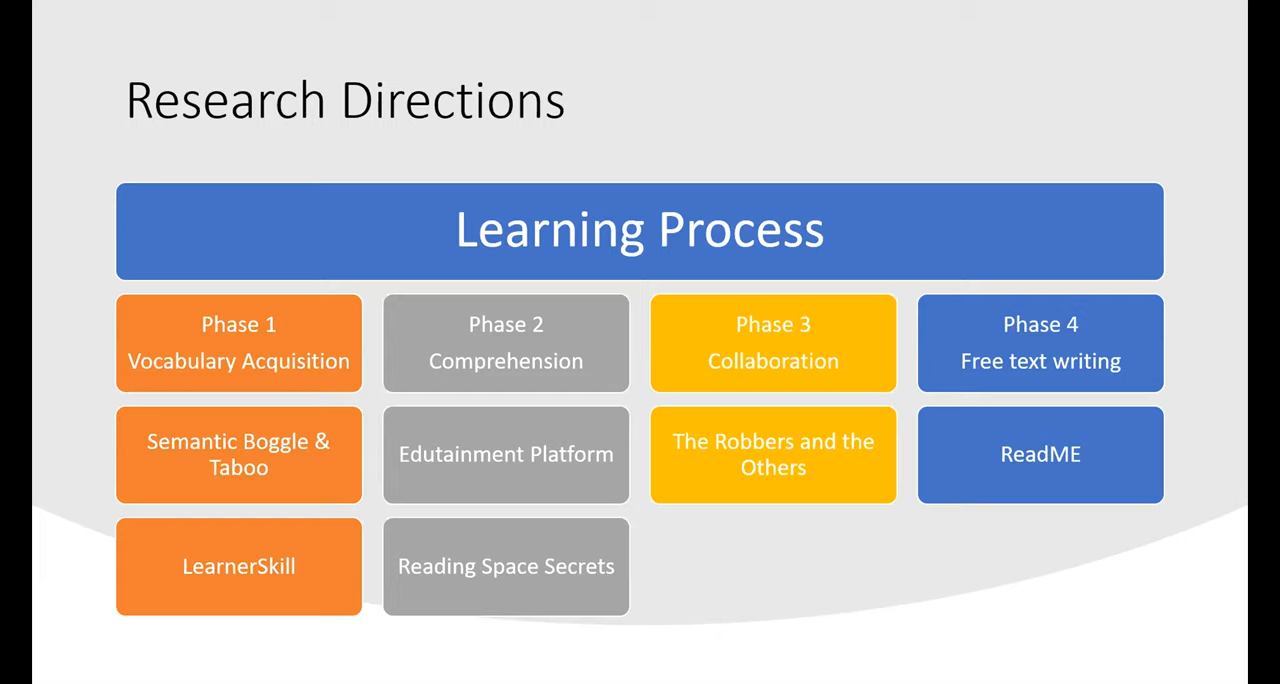 Research Directions
Learning Process
Phase 1
Vocabulary Acquisition
Semantic Boggle &
Taboo
LearnerSkill
Phase 2
Comprehension
Edutainment Platform
Reading Space Secrets
Phase 3
Collaboration
The Robbers and the
Others
Phase 4
Free text writing
ReadME